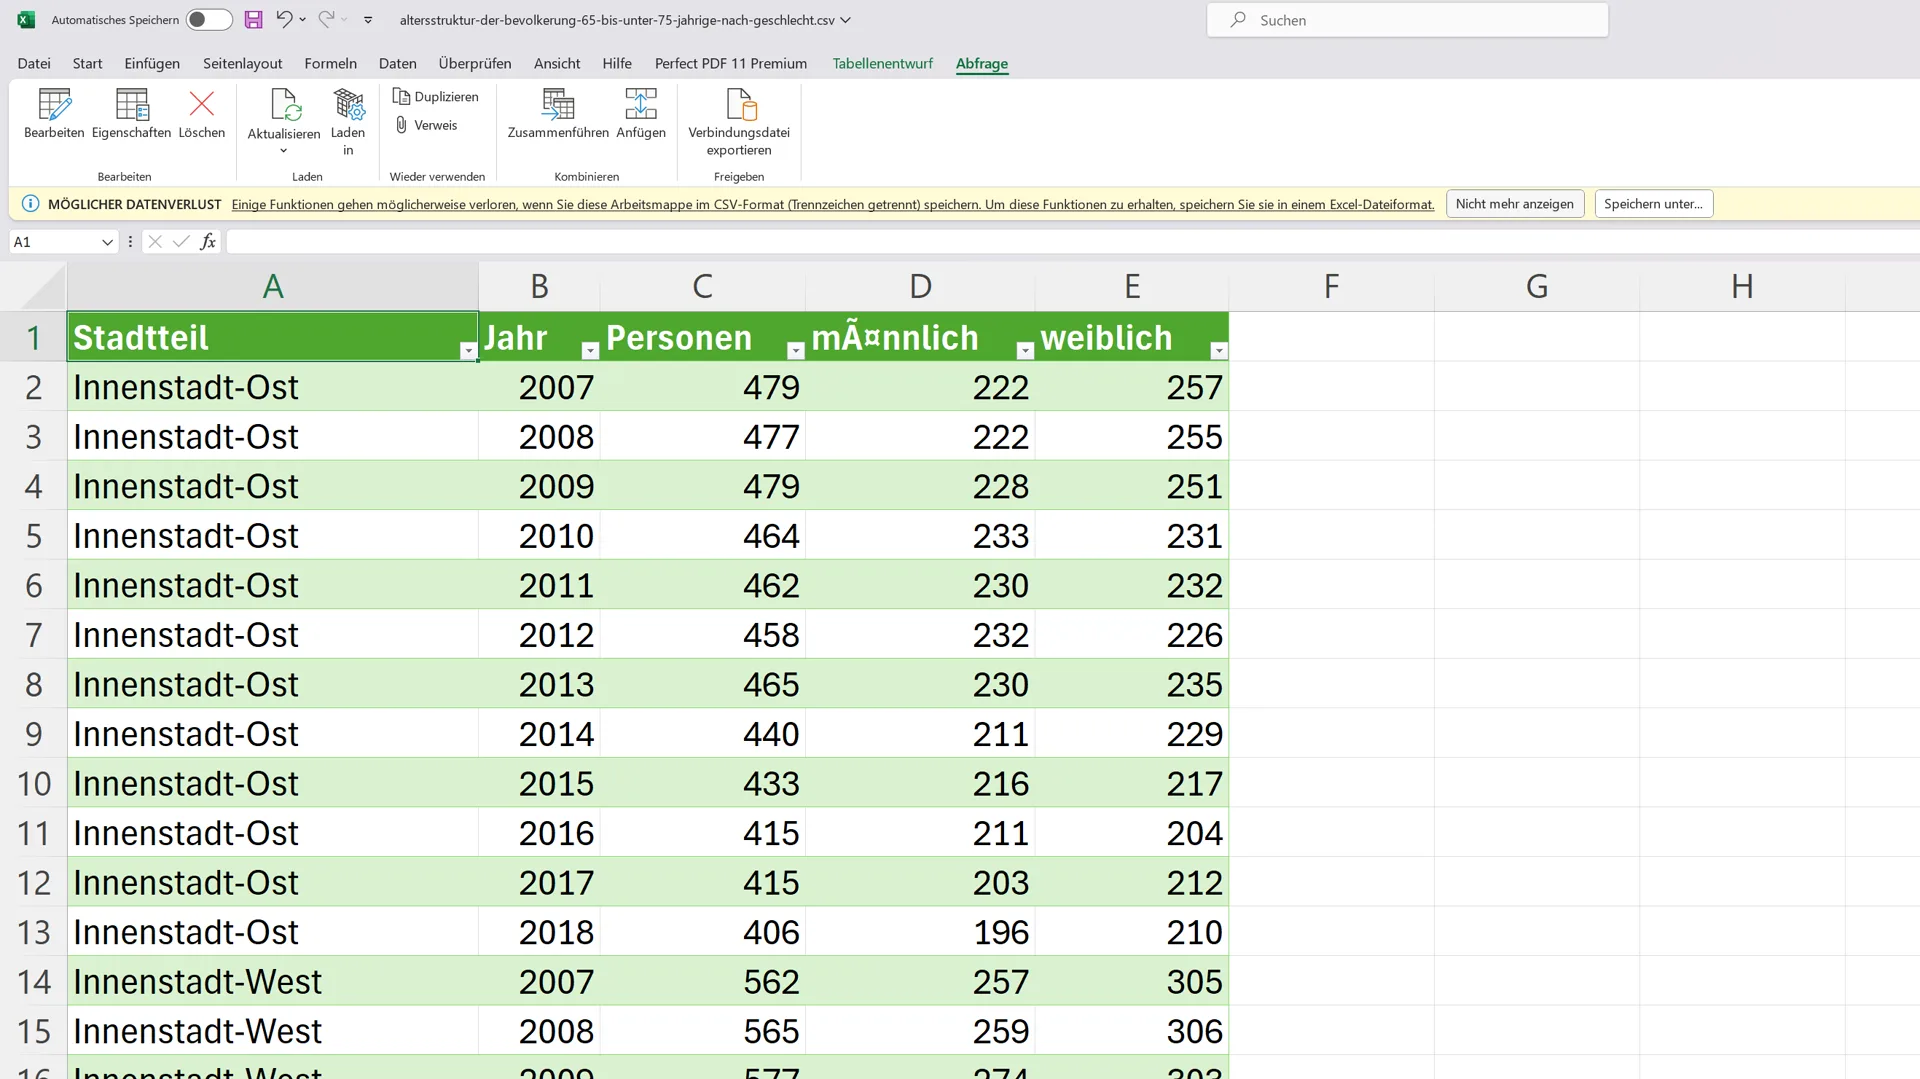 Automatisches Speichern
altersstruktur-der-bevolkerung-65-bis-unter-75-jahrige-nach-geschlecht.csv
Suchen
Datei Start Einfügen Seitenlayout Formeln Daten Überprüfen Ansicht Hilfe Perfect PDF 11 Premium Tabellenentwurf Abfrage
Bearbeiten Eigenschaften Löschen
Bearbeiten
Aktualisieren Laden in
Laden
Duplizieren
Verweis
Wieder verwenden
Zusammenführen Anfügen
Kombinieren
Verbindungsdatei
exportieren
Freigeben
MÖGLICHER DATENVERLUST Einige Funktionen gehen möglicherweise verloren, wenn Sie diese Arbeitsmappe im CSV-Format (Trennzeichen getrennt) speichern. Um diese Funktionen zu erhalten, speichern Sie sie in einem Excel-Dateiformat. Nicht mehr anzeigen Speichern unter...
A1 fx
A B C D E F G H
1 Stadtteil Jahr Personen mÃ¤nnlich weiblich
2 Innenstadt-Ost 2007 479 222 257
3 Innenstadt-Ost 2008 477 222 255
4 Innenstadt-Ost 2009 479 228 251
5 Innenstadt-Ost 2010 464 233 231
6 Innenstadt-Ost 2011 462 230 232
7 Innenstadt-Ost 2012 458 232 226
8 Innenstadt-Ost 2013 465 230 235
9 Innenstadt-Ost 2014 440 211 229
10 Innenstadt-Ost 2015 433 216 217
11 Innenstadt-Ost 2016 415 211 204
12 Innenstadt-Ost 2017 415 203 212
13 Innenstadt-Ost 2018 406 196 210
14 Innenstadt-West 2007 562 257 305
15 Innenstadt-West 2008 565 259 306
16 Innenstadt-West 2009 577 274 303